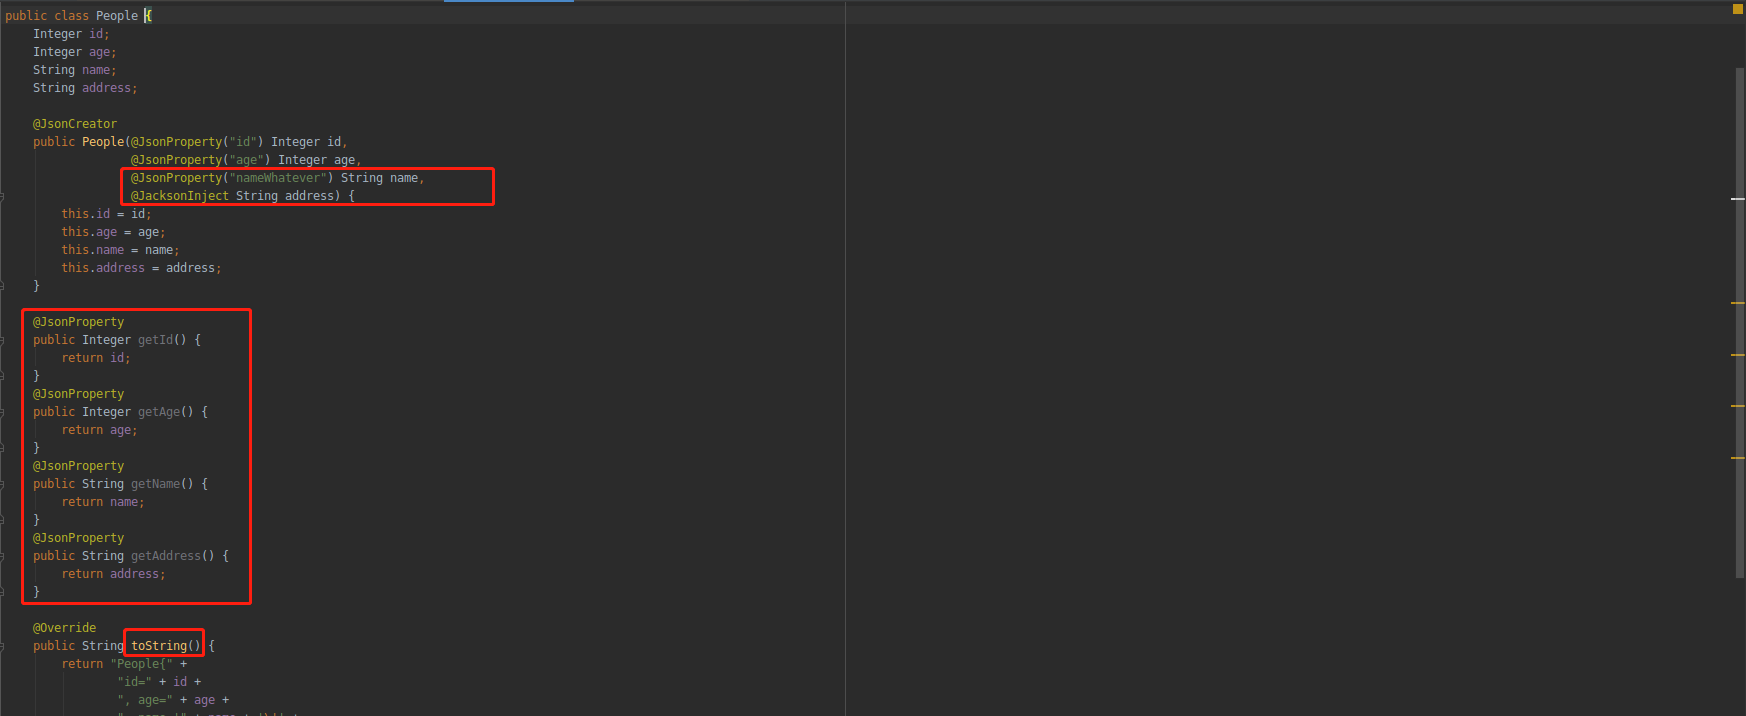 public class People {
Integer id;
Integer age;
String name;
String address;
@JsonCreator
public People(@JsonProperty("id") Integer id,
@JsonProperty("age") Integer age,
@JsonProperty("nameWhatever") String name,
@JacksonInject String address) {
this.id = id;
this.age = age;
this.name = name;
this.address = address;
}
@JsonProperty
public Integer getId() {
return id;
}
@JsonProperty
public Integer getAge() {
return age;
}
@JsonProperty
public String getName() {
return name;
}
@JsonProperty
public String getAddress() {
return address;
}
@Override
public String toString() {
return "People{" +
"id=" + id +
", age=" + age +